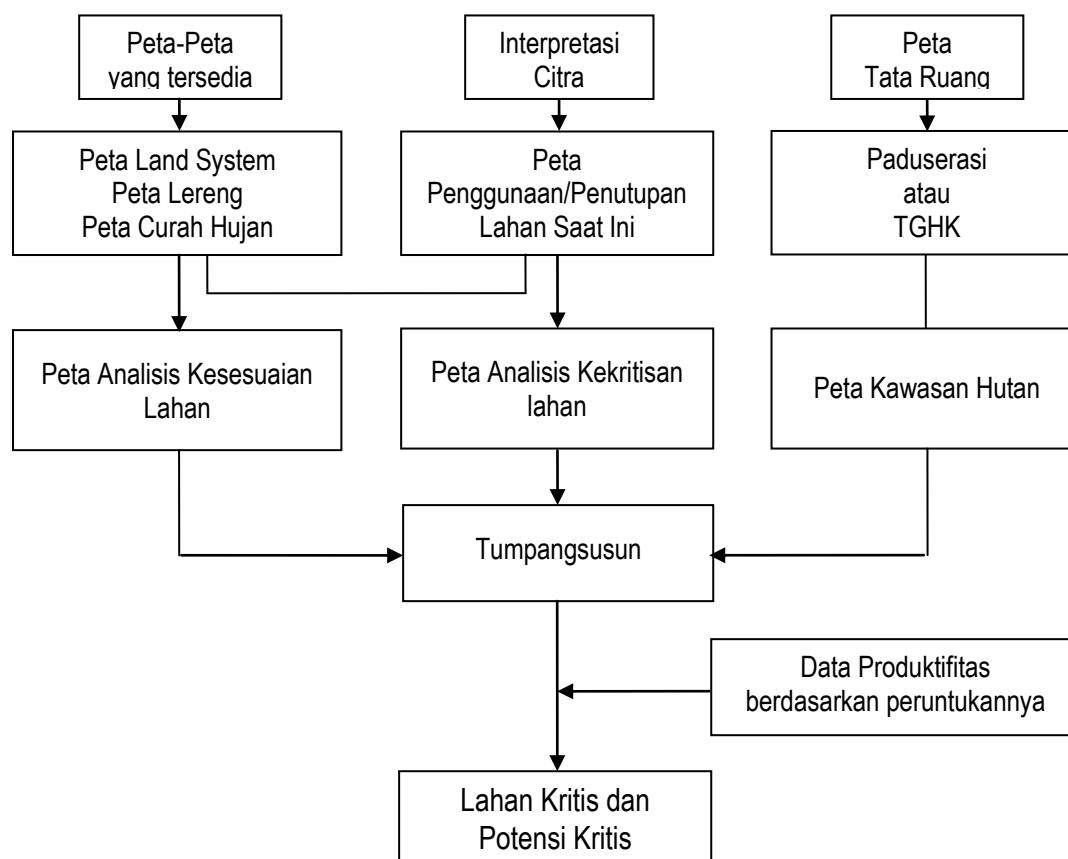 Peta-Peta
yang tersedia
Interpretasi
Citra
Peta
Tata Ruang
Peta Land System
Peta Lereng
Peta Curah Hujan
Peta
Penggunaan/Penutupan
Lahan Saat Ini
Paduserasi
atau
TGHK
Peta Analisis Kesesuaian
Lahan
Peta Analisis Kekritisan
lahan
Peta Kawasan Hutan
Tumpangsusun
Data Produktifitas
berdasarkan peruntukannya
Lahan Kritis dan
Potensi Kritis